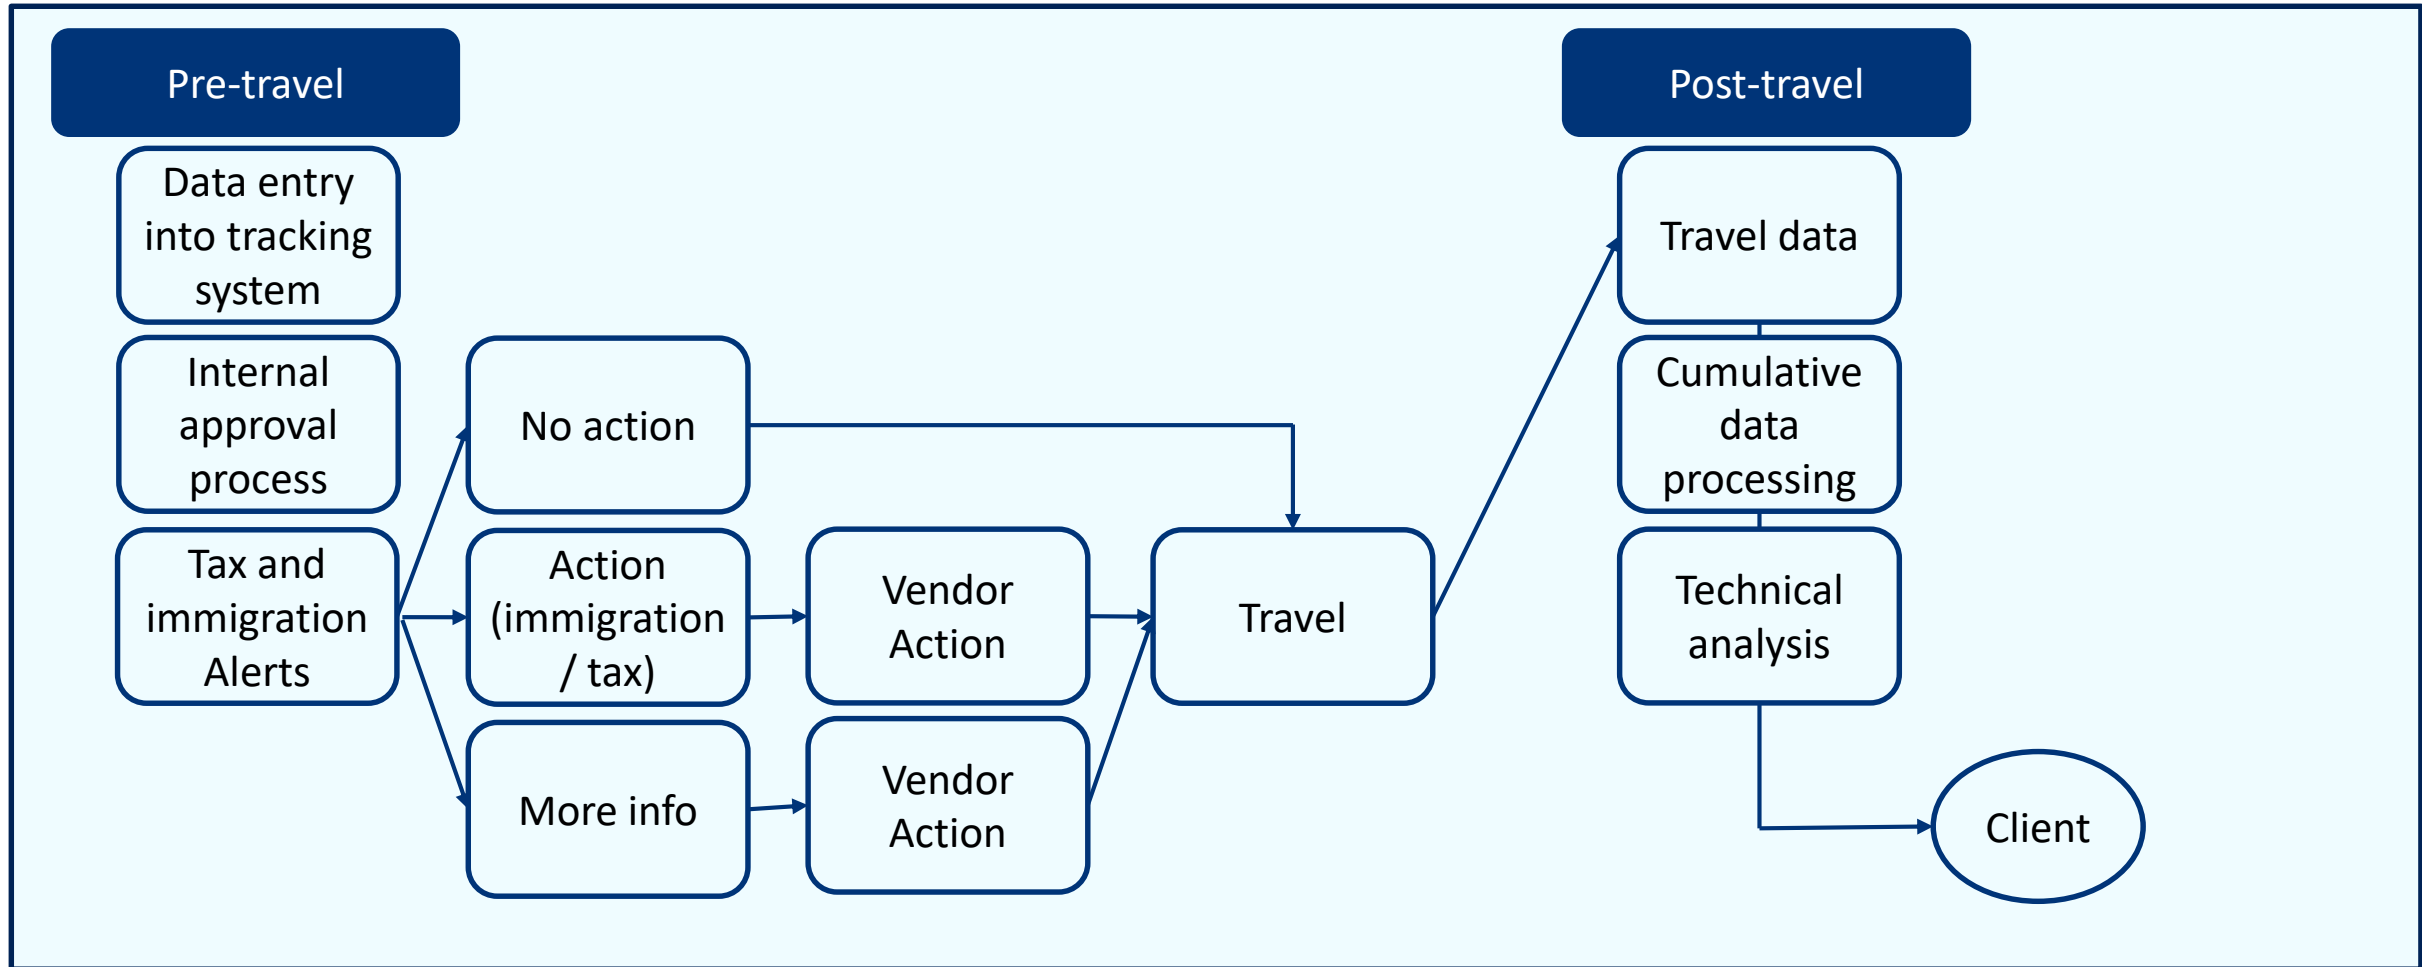 Pre-travel
Data entry
into tracking
system
Internal
approval
process
Tax and
immigration
Alerts
No action
Action
(immigration
/ tax)
More info
Vendor
Action
Vendor
Action
Travel
Post-travel
Travel data
Cumulative
data
processing
Technical
analysis
Client